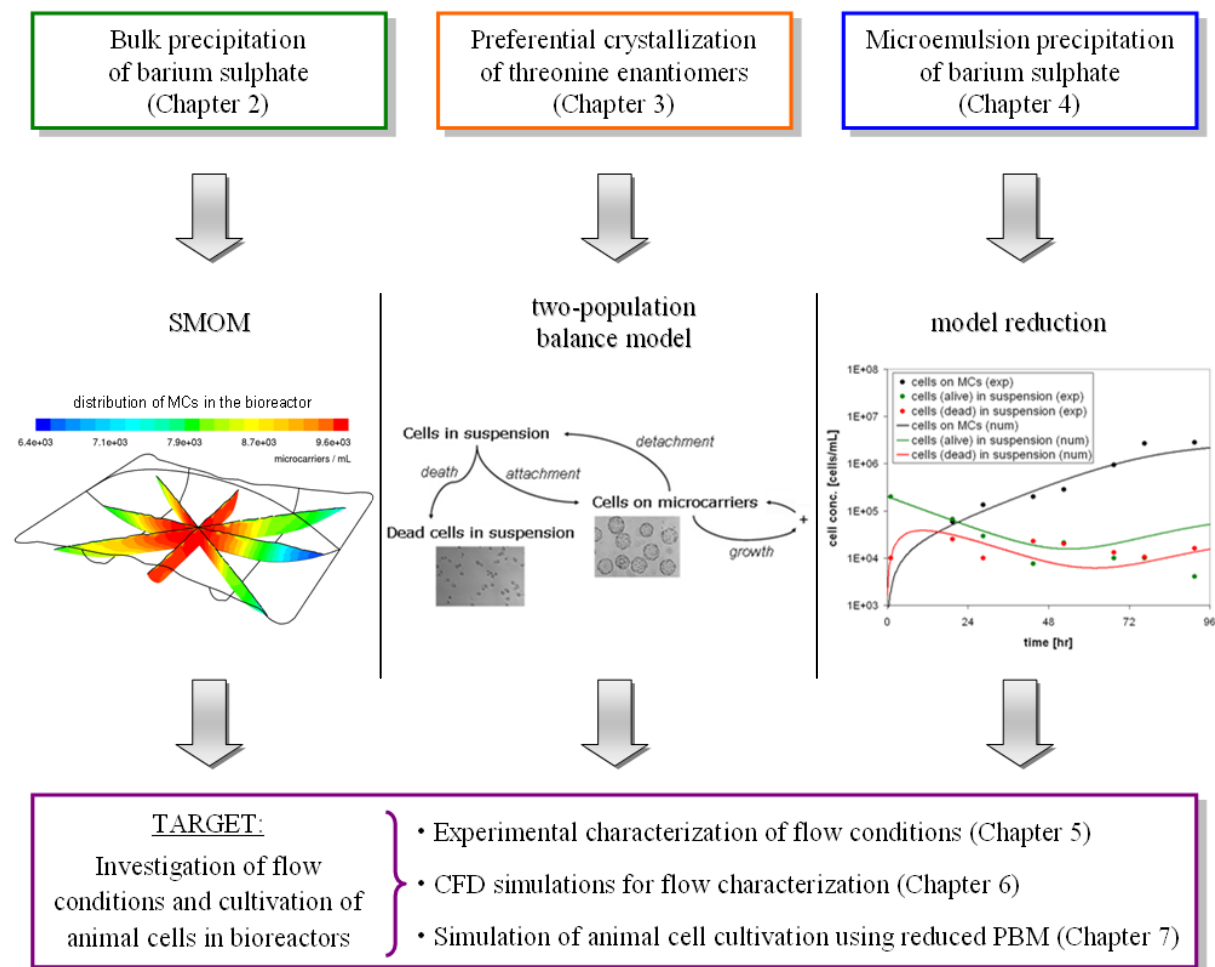 Bulk precipitation
of barium sulphate
(Chapter 2)
Preferential crystallization
of threonine enantiomers
(Chapter 3)
Microemulsion precipitation
of barium sulphate
(Chapter 4)
SMOM
distribution of MCs in the bioreactor
6.4e+03 7.1e+03 7.9e+03 8.7e+03 9.6e+03
microcarriers / mL
two-population
balance model
Cells in suspension
detachment
death
attachment
Cells on microcarriers
+
Dead cells in suspension
growth
model reduction
1E+08
1E+07
1E+06
1E+05
1E+04
1E+03
cell conc. [cells/mL]
cells on MCs (exp)
cells (alive) in suspension (exp)
cells (dead) in suspension (exp)
cells on MCs (num)
cells (alive) in suspension (num)
cells (dead) in suspension (num)
0 24 48 72 96
time [hr]
TARGET:
Investigation of flow
conditions and cultivation of
animal cells in bioreactors
• Experimental characterization of flow conditions (Chapter 5)
• CFD simulations for flow characterization (Chapter 6)
• Simulation of animal cell cultivation using reduced PBM (Chapter 7)